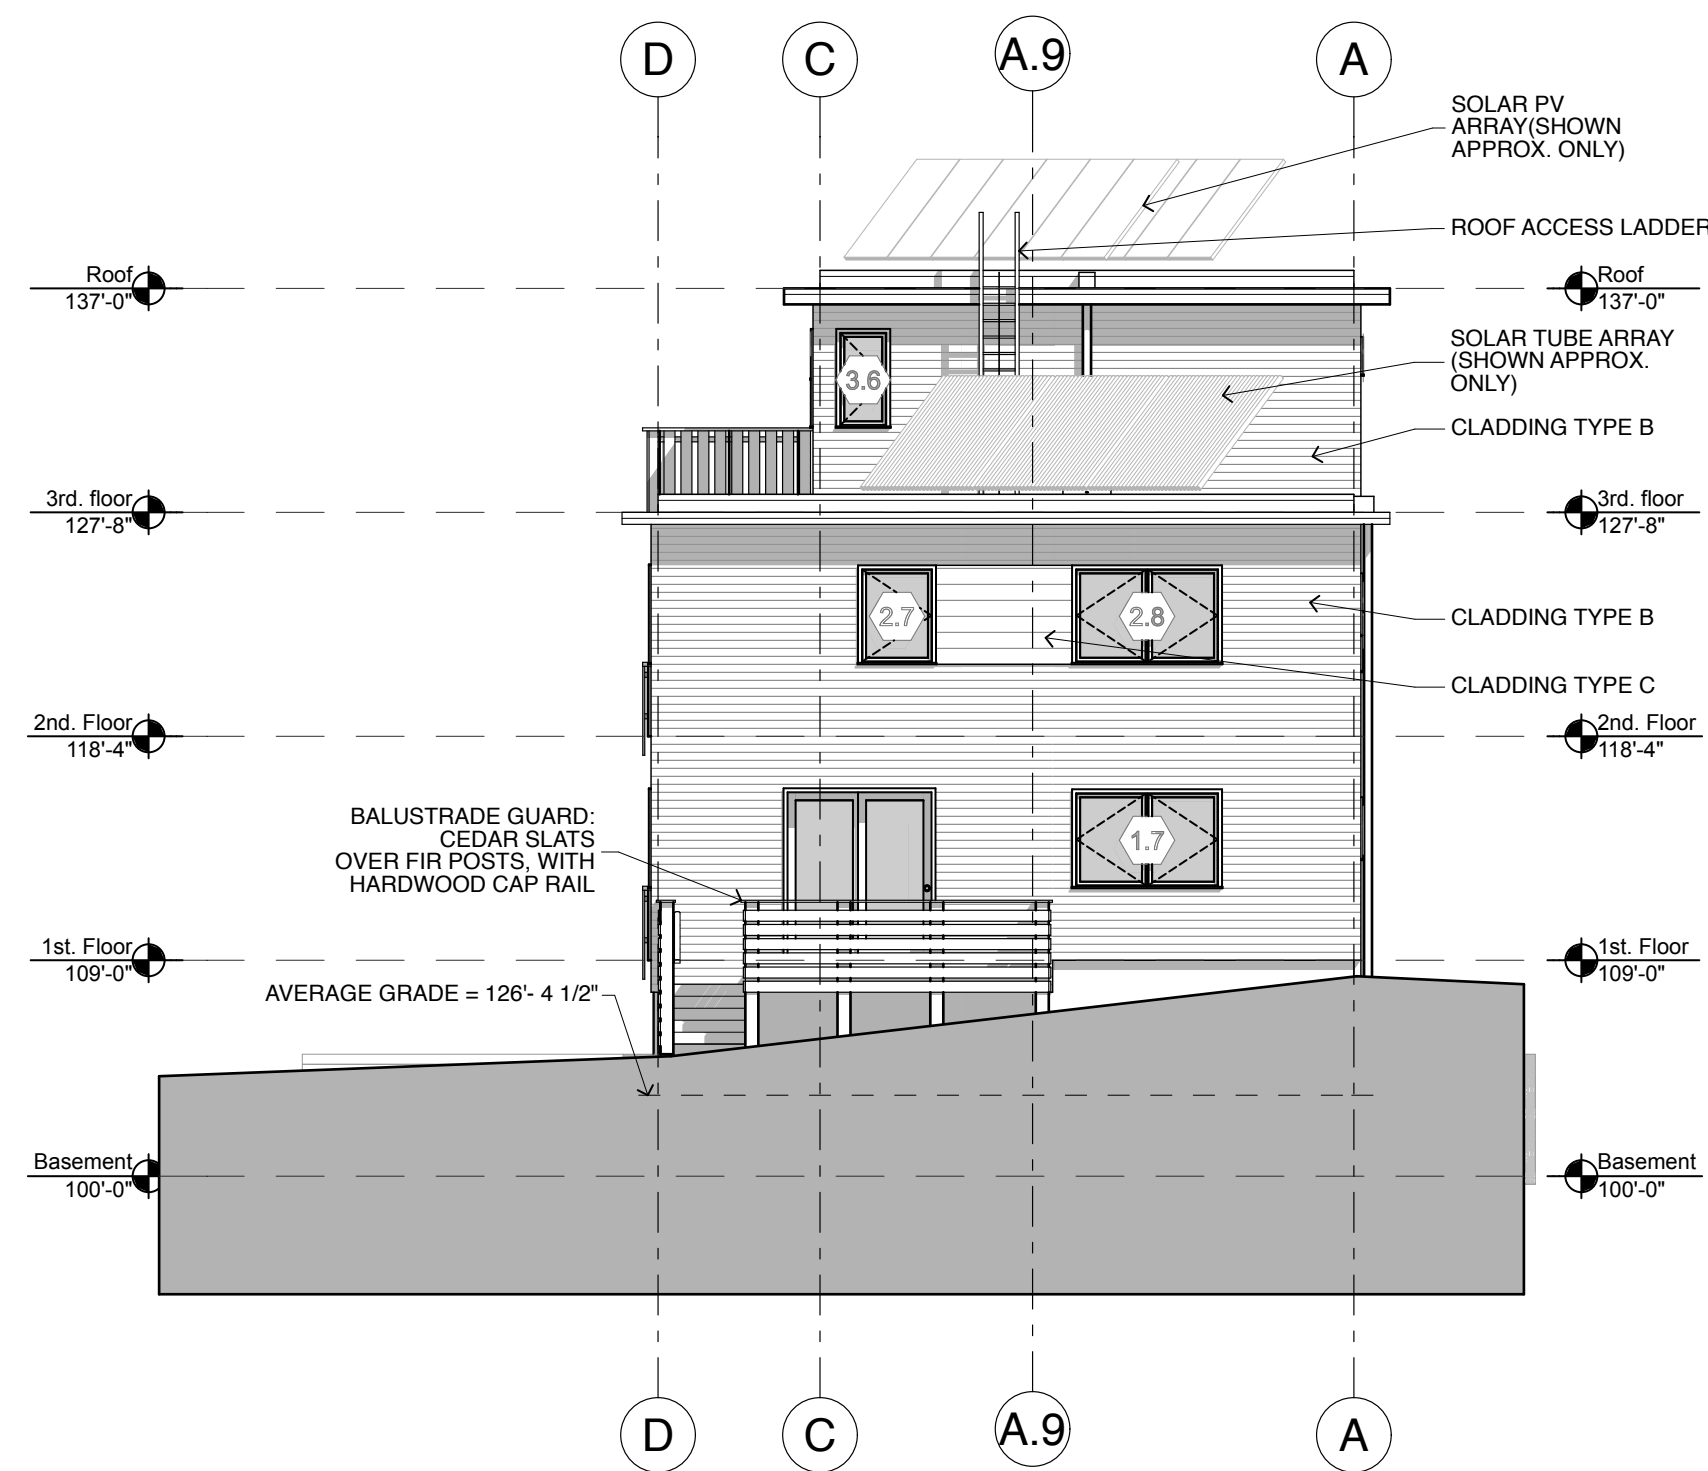 D
C
A.9
A
SOLAR PV
ARRAY(SHOWN
APPROX. ONLY)
ROOF ACCESS LADDER
Roof
137'-0"
Roof
137'-0"
SOLAR TUBE ARRAY
(SHOWN APPROX.
ONLY)
3.6
CLADDING TYPE B
3rd. floor
127'-8"
3rd. floor
127'-8"
2.7
2.8
CLADDING TYPE B
CLADDING TYPE C
2nd. Floor
118'-4"
2nd. Floor
118'-4"
BALUSTRADE GUARD:
CEDAR SLATS
OVER FIR POSTS, WITH
HARDWOOD CAP RAIL
1.7
1st. Floor
109'-0"
1st. Floor
109'-0"
AVERAGE GRADE = 126'- 4 1/2"
Basement
100'-0"
Basement
100'-0"
D
C
A.9
A